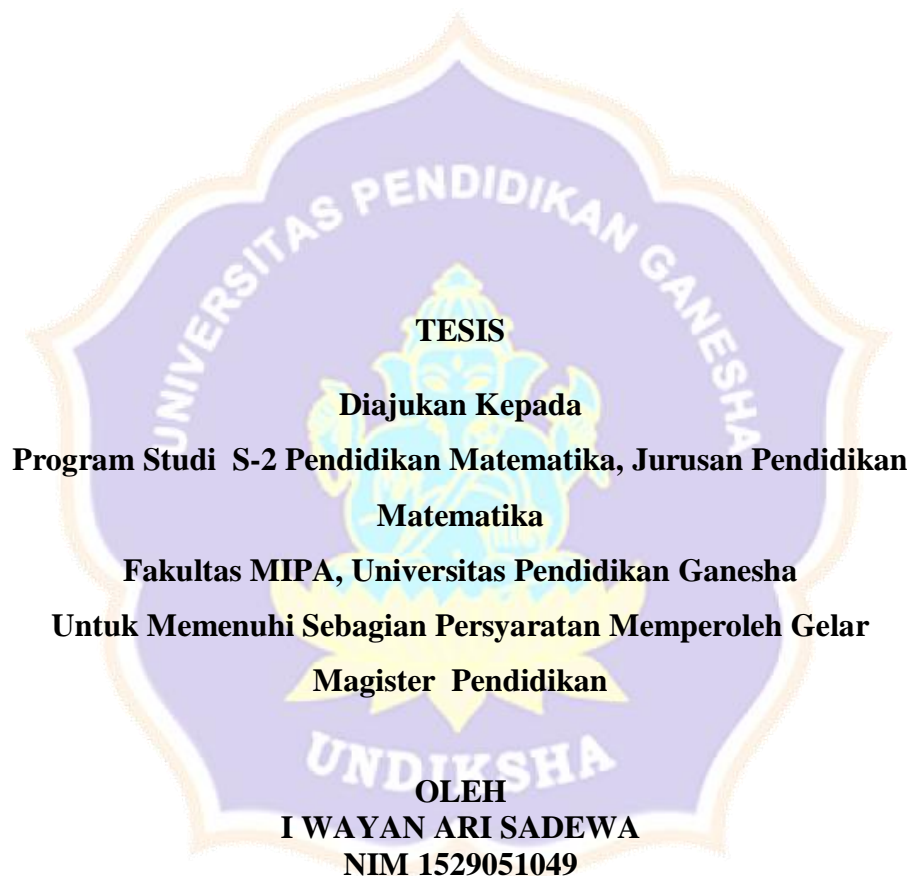 UNIVERSITAS PENDIDIKAN GANESHA
TESIS
Diajukan Kepada
Program Studi S-2 Pendidikan Matematika, Jurusan Pendidikan
Matematika
Fakultas MIPA, Universitas Pendidikan Ganesha
Untuk Memenuhi Sebagian Persyaratan Memperoleh Gelar
Magister Pendidikan
UNDIKSHA
OLEH
I WAYAN ARI SADEWA
NIM 1529051049